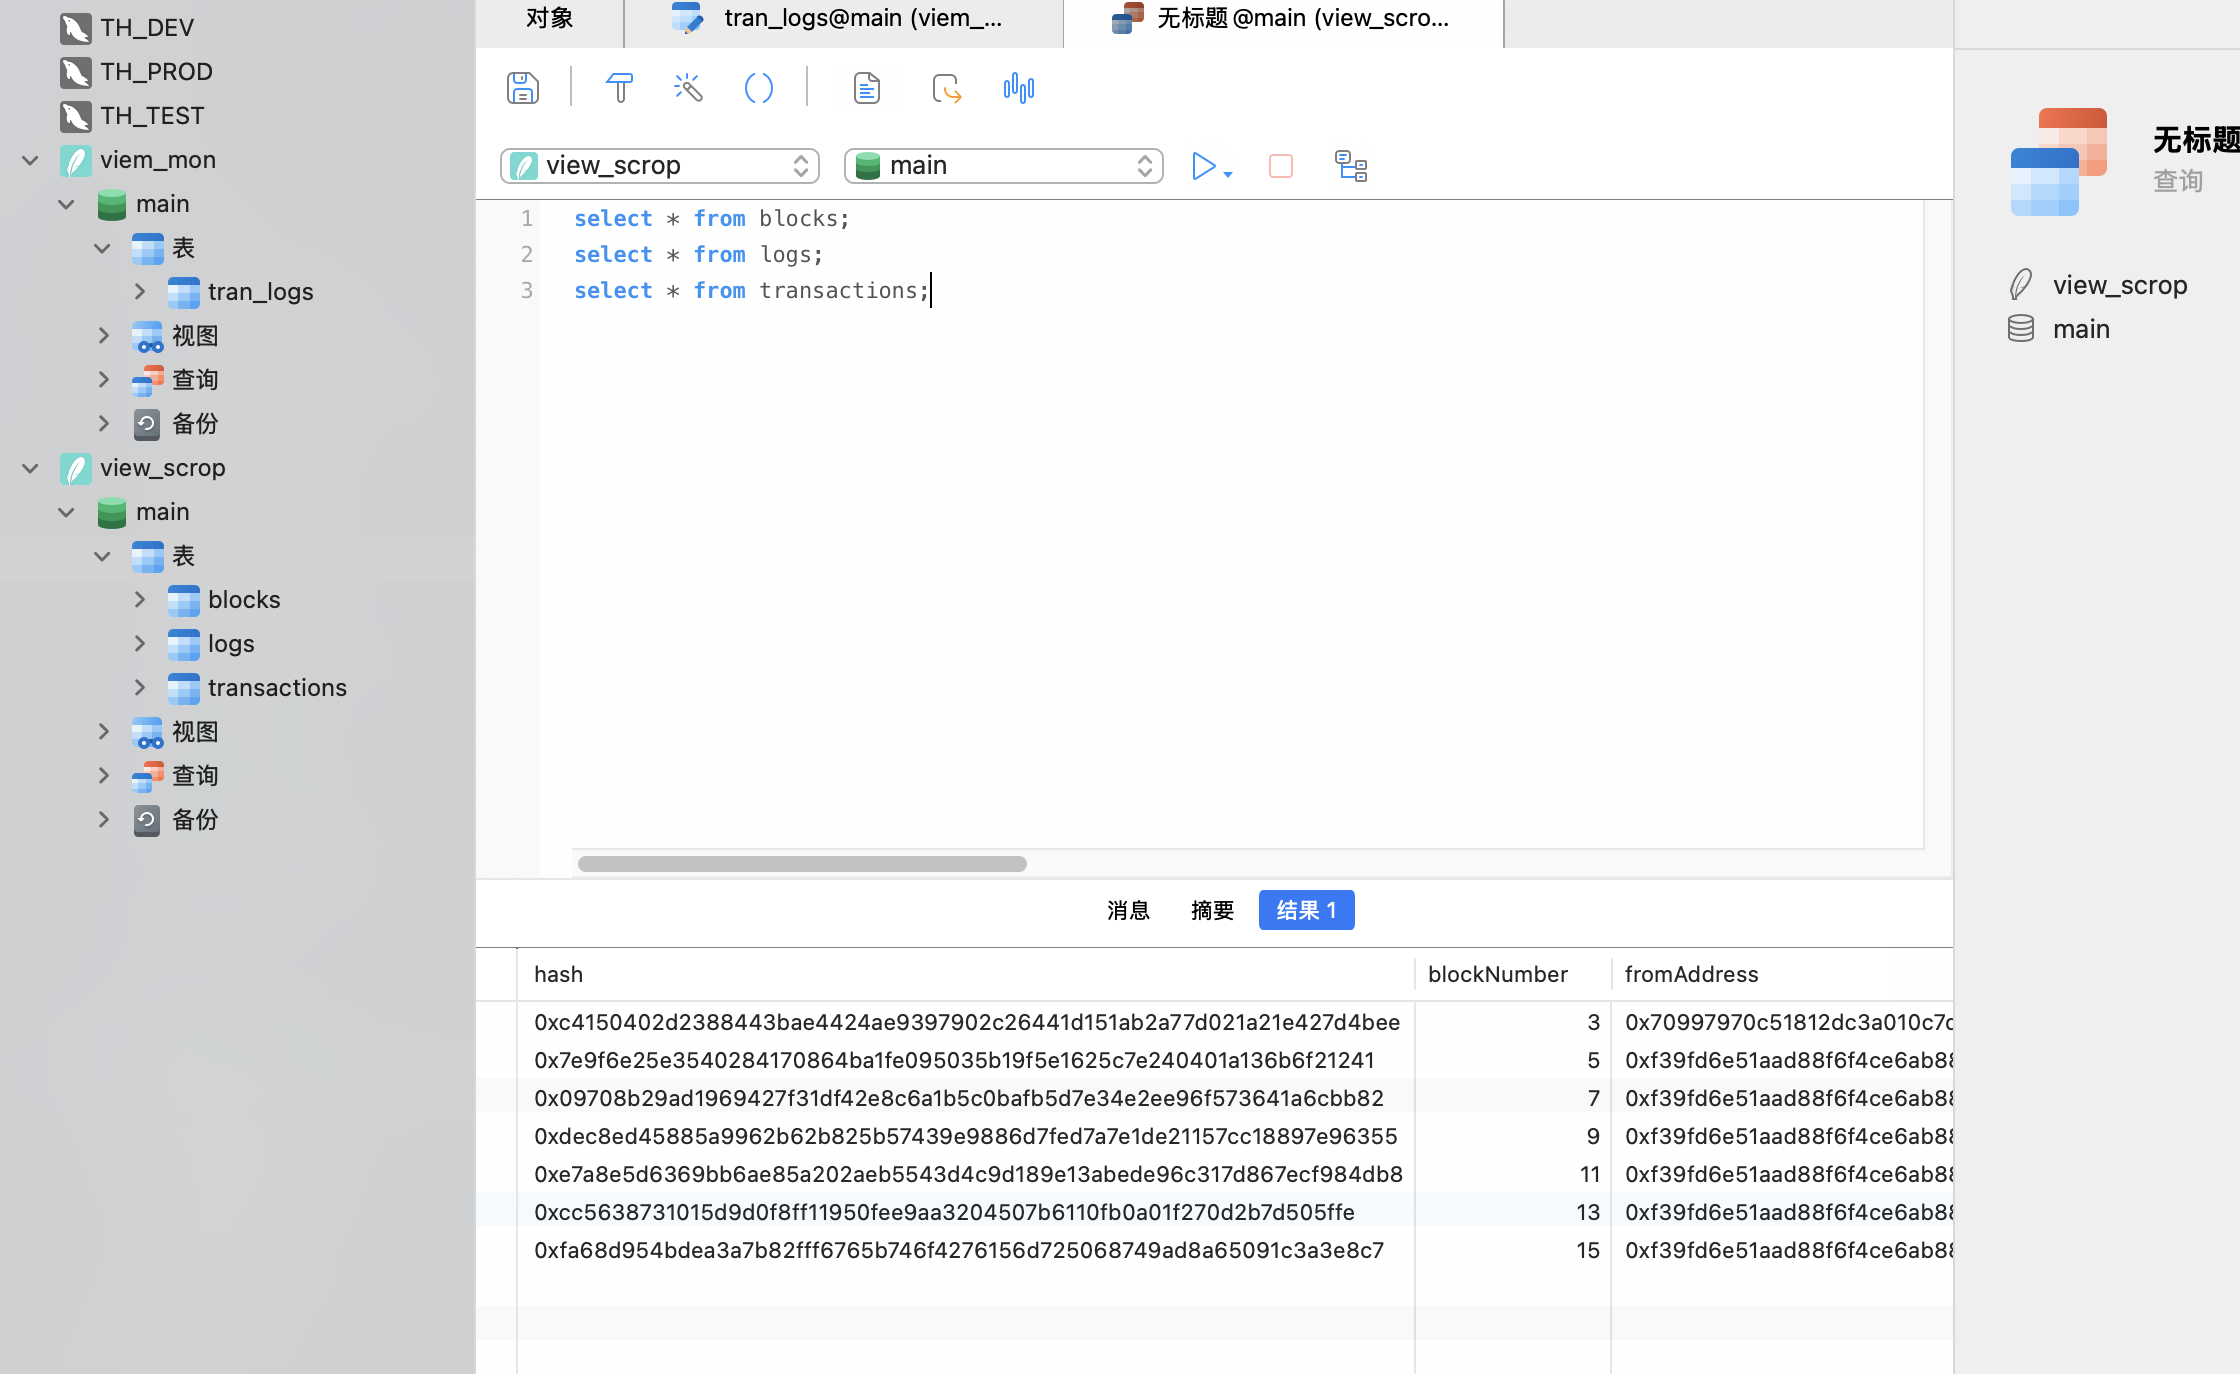 TH_DEV
TH_PROD
TH_TEST
viem_mon
main
表
tran_logs
视图
查询
备份
view_scrop
main
表
blocks
logs
transactions
视图
查询
备份
对象
tran_logs@main (viem_...
无标题@main (view_scro...
view_scrop
main
1 select * from blocks;
2 select * from logs;
3 select * from transactions;
消息 摘要 结果 1
hash blockNumber fromAddress
0xc4150402d2388443bae4424ae9397902c26441d151ab2a77d021a21e427d4bee 3 0x70997970c51812dc3a010c7c
0x7e9f6e25e3540284170864ba1fe095035b19f5e1625c7e240401a136b6f21241 5 0xf39fd6e51aad88f6f4ce6ab88
0x09708b29ad1969427f31df42e8c6a1b5c0bafb5d7e34e2ee96f573641a6cbb82 7 0xf39fd6e51aad88f6f4ce6ab88
0xdec8ed45885a9962b62b825b57439e9886d7fed7a7e1de21157cc18897e96355 9 0xf39fd6e51aad88f6f4ce6ab88
0xe7a8e5d6369bb6ae85a202aeb5543d4c9d189e13abede96c317d867ecf984db8 11 0xf39fd6e51aad88f6f4ce6ab88
0xcc5638731015d9d0f8ff11950fee9aa3204507b6110fb0a01f270d2b7d505ffe 13 0xf39fd6e51aad88f6f4ce6ab88
0xfa68d954bdea3a7b82fff6765b746f4276156d725068749ad8a65091c3a3e8c7 15 0xf39fd6e51aad88f6f4ce6ab88
无标题
查询
view_scrop
main